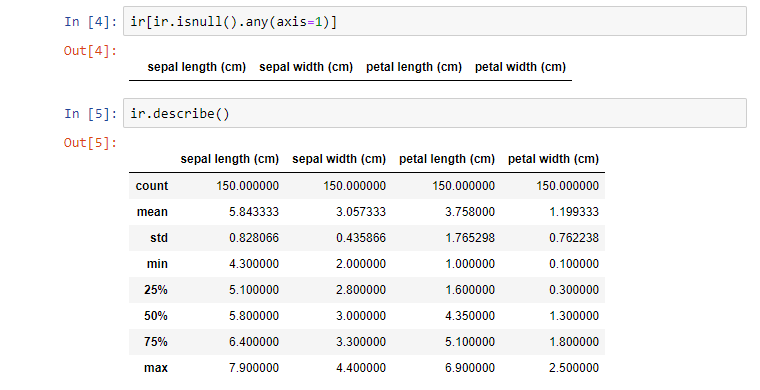 In [4]: ir[ir.isnull().any(axis=1)]
Out[4]:
sepal length (cm) sepal width (cm) petal length (cm) petal width (cm)
In [5]: ir.describe()
Out[5]:
sepal length (cm) sepal width (cm) petal length (cm) petal width (cm)
count 150.000000 150.000000 150.000000 150.000000
mean 5.843333 3.057333 3.758000 1.199333
std 0.828066 0.435866 1.765298 0.762238
min 4.300000 2.000000 1.000000 0.100000
25% 5.100000 2.800000 1.600000 0.300000
50% 5.800000 3.000000 4.350000 1.300000
75% 6.400000 3.300000 5.100000 1.800000
max 7.900000 4.400000 6.900000 2.500000